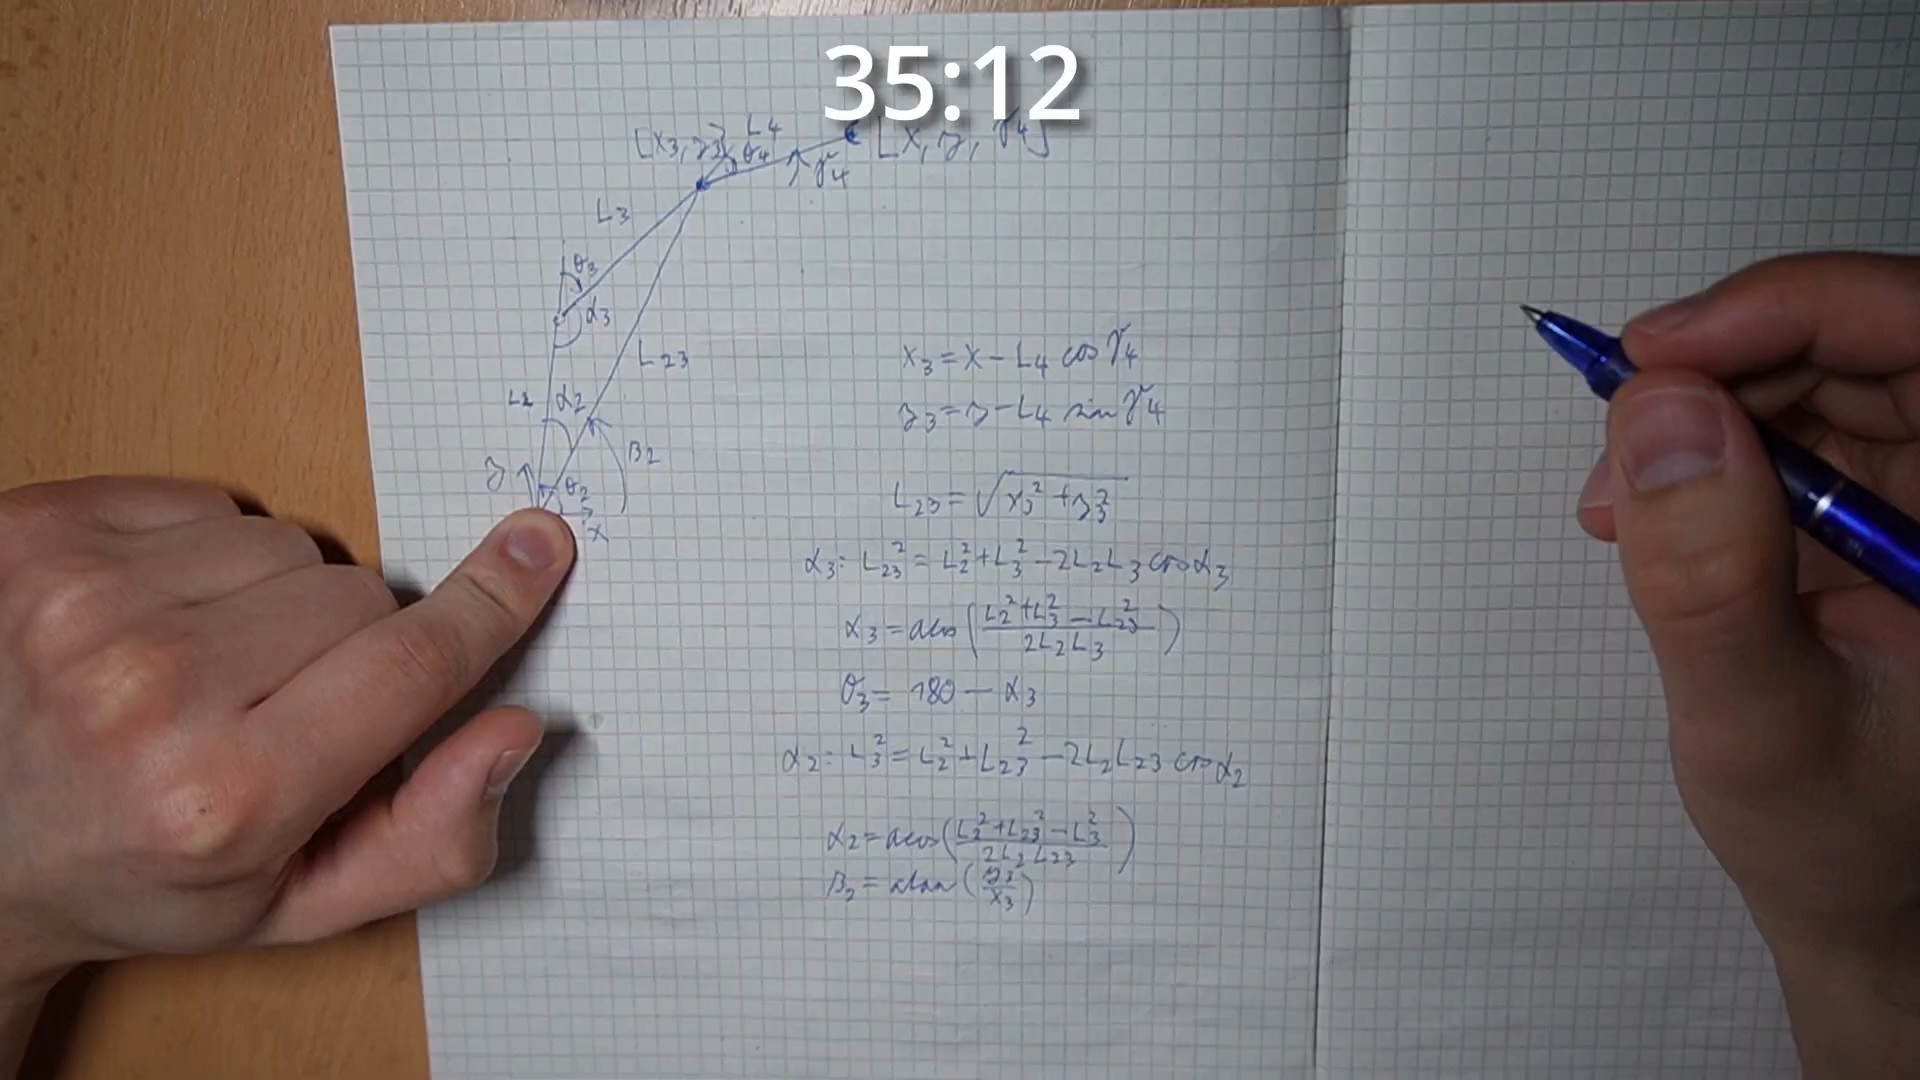 35:12
[x3, y3] L4 [x, y, γ4]
θ4
γ4
L3
θ3
α3
L23
L2 α2
β2
y
θ2
x
x3 = x - L4 cos γ4
y3 = y - L4 sin γ4
L23 = √x3² + y3²
α3: L23² = L2² + L3² - 2L2L3 cos α3
α3 = acos(L2² + L3² - L23² / 2L2L3)
θ3 = 180 - α3
α2: L3² = L2² + L23² - 2L2L23 cos α2
α2 = acos(L2² + L23² - L3² / 2L2L23)
β2 = atan(y3/x3)